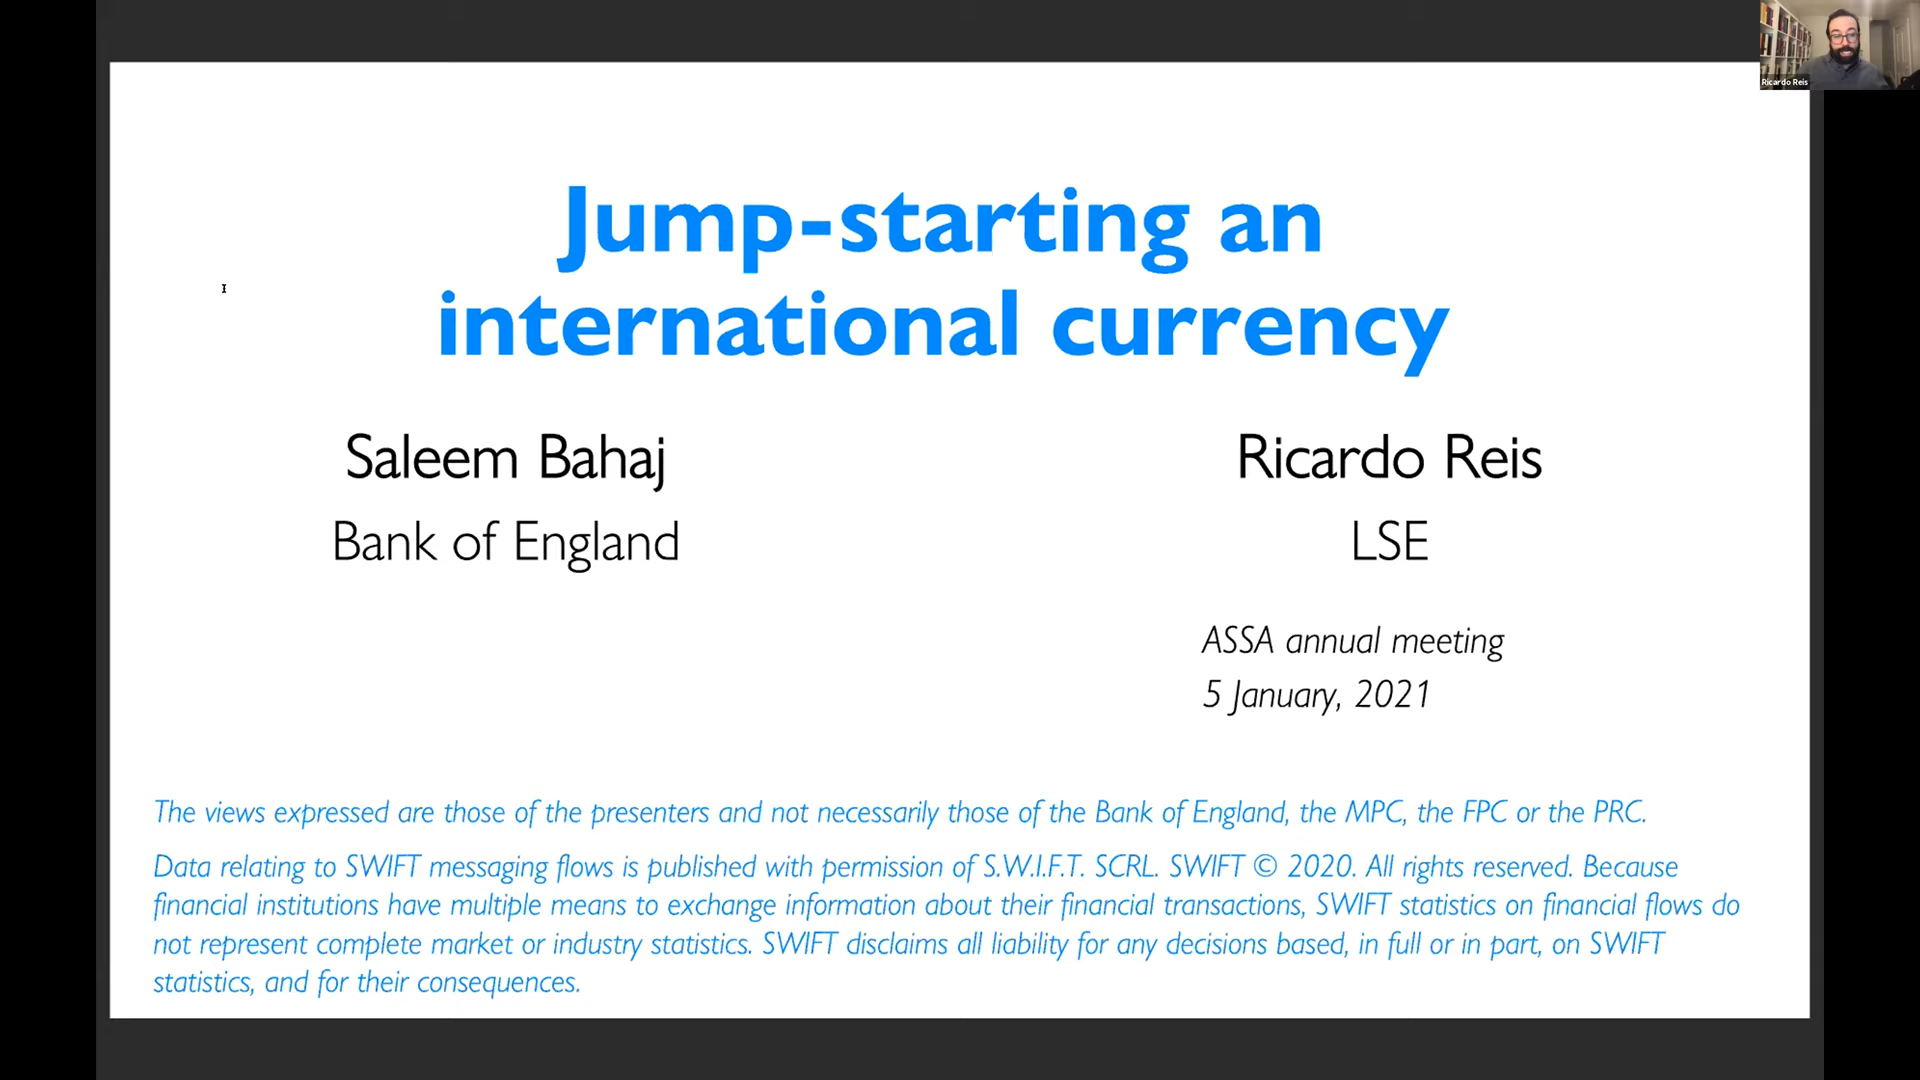 Ricardo Reis
Jump-starting an
international currency
Saleem Bahaj
Bank of England
Ricardo Reis
LSE
ASSA annual meeting
5 January, 2021
The views expressed are those of the presenters and not necessarily those of the Bank of England, the MPC, the FPC or the PRC.
Data relating to SWIFT messaging flows is published with permission of S.W.I.F.T. SCRL. SWIFT © 2020. All rights reserved. Because
financial institutions have multiple means to exchange information about their financial transactions, SWIFT statistics on financial flows do
not represent complete market or industry statistics. SWIFT disclaims all liability for any decisions based, in full or in part, on SWIFT
statistics, and for their consequences.